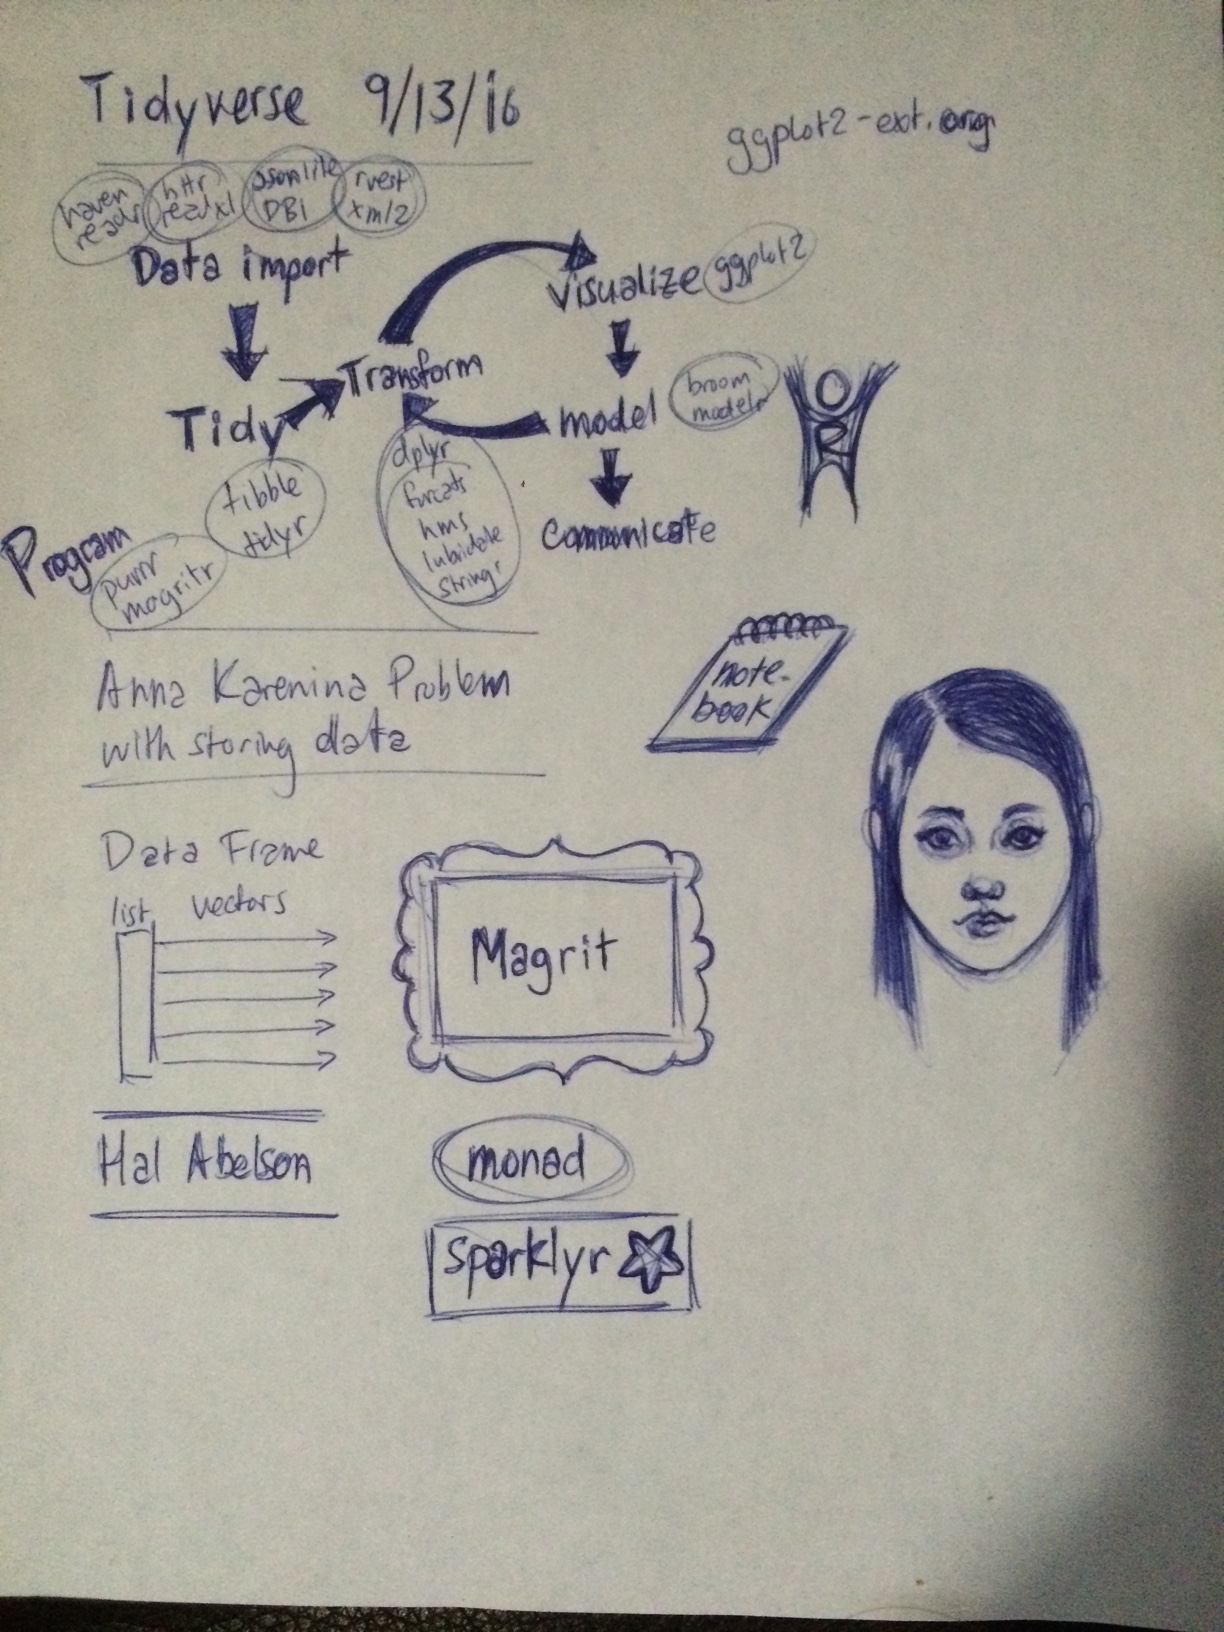 Tidyverse 9/13/16
ggplot2-ext.org
haven
readr
httr
readxl
jsonlite
DBI
rvest
xml2
Data import
Visualize
ggplot2
Transform
Tidy
model
broom
modelr
R
tibble
tidyr
dplyr
forcats
hms
lubridate
stringr
Communicate
Program
purrr
magritr
Anna Karenina Problem
with storing data
note-
book
Data Frame
list vectors
Magrit
Hal Abelson
monad
sparklyr